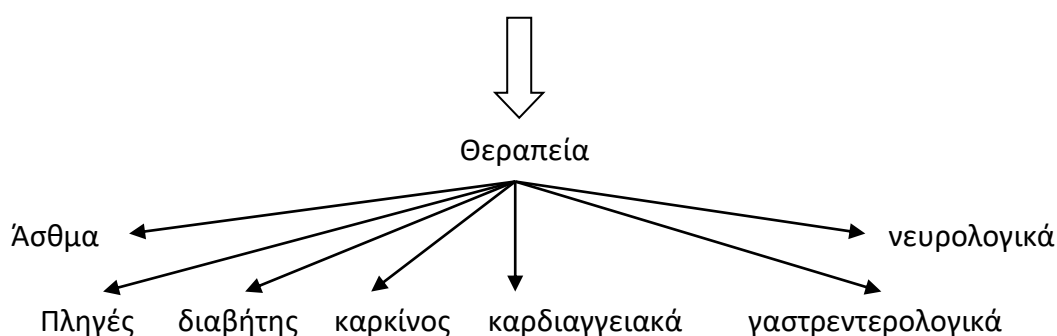 Θεραπεία
Άσθμα νευρολογικά
Πληγές διαβήτης καρκίνος καρδιαγγειακά γαστρεντερολογικά